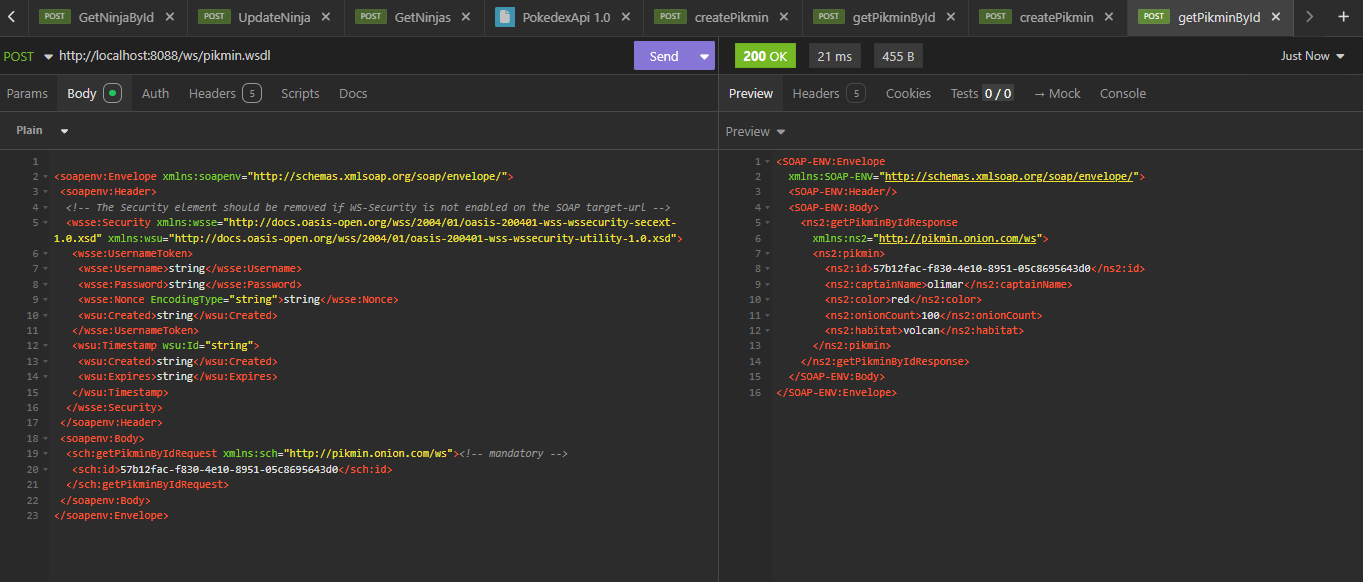 POST GetNinjaById × POST UpdateNinja × POST GetNinjas × PokedexApi 1.0 × POST createPikmin × POST getPikminById × POST createPikmin × POST getPikminById ×
POST http://localhost:8088/ws/pikmin.wsdl Send
Params Body Auth Headers 5 Scripts Docs
Plain
1
2 <soapenv:Envelope xmlns:soapenv="http://schemas.xmlsoap.org/soap/envelope/">
3 <soapenv:Header>
4 <!-- The Security element should be removed if WS-Security is not enabled on the SOAP target-url -->
5 <wsse:Security xmlns:wsse="http://docs.oasis-open.org/wss/2004/01/oasis-200401-wss-wssecurity-secext-
1.0.xsd" xmlns:wsu="http://docs.oasis-open.org/wss/2004/01/oasis-200401-wss-wssecurity-utility-1.0.xsd">
6 <wsse:UsernameToken>
7 <wsse:Username>string</wsse:Username>
8 <wsse:Password>string</wsse:Password>
9 <wsse:Nonce EncodingType="string">string</wsse:Nonce>
10 <wsu:Created>string</wsu:Created>
11 </wsse:UsernameToken>
12 <wsu:Timestamp wsu:Id="string">
13 <wsu:Created>string</wsu:Created>
14 <wsu:Expires>string</wsu:Expires>
15 </wsu:Timestamp>
16 </wsse:Security>
17 </soapenv:Header>
18 <soapenv:Body>
19 <sch:getPikminByIdRequest xmlns:sch="http://pikmin.onion.com/ws"><!-- mandatory -->
20 <sch:id>57b12fac-f830-4e10-8951-05c8695643d0</sch:id>
21 </sch:getPikminByIdRequest>
22 </soapenv:Body>
23 </soapenv:Envelope>
200 OK 21 ms 455 B Just Now
Preview Headers 5 Cookies Tests 0 / 0 → Mock Console
Preview
1 <SOAP-ENV:Envelope
2 xmlns:SOAP-ENV="http://schemas.xmlsoap.org/soap/envelope/">
3 <SOAP-ENV:Header/>
4 <SOAP-ENV:Body>
5 <ns2:getPikminByIdResponse
6 xmlns:ns2="http://pikmin.onion.com/ws">
7 <ns2:pikmin>
8 <ns2:id>57b12fac-f830-4e10-8951-05c8695643d0</ns2:id>
9 <ns2:captainName>olimar</ns2:captainName>
10 <ns2:color>red</ns2:color>
11 <ns2:onionCount>100</ns2:onionCount>
12 <ns2:habitat>volcan</ns2:habitat>
13 </ns2:pikmin>
14 </ns2:getPikminByIdResponse>
15 </SOAP-ENV:Body>
16 </SOAP-ENV:Envelope>